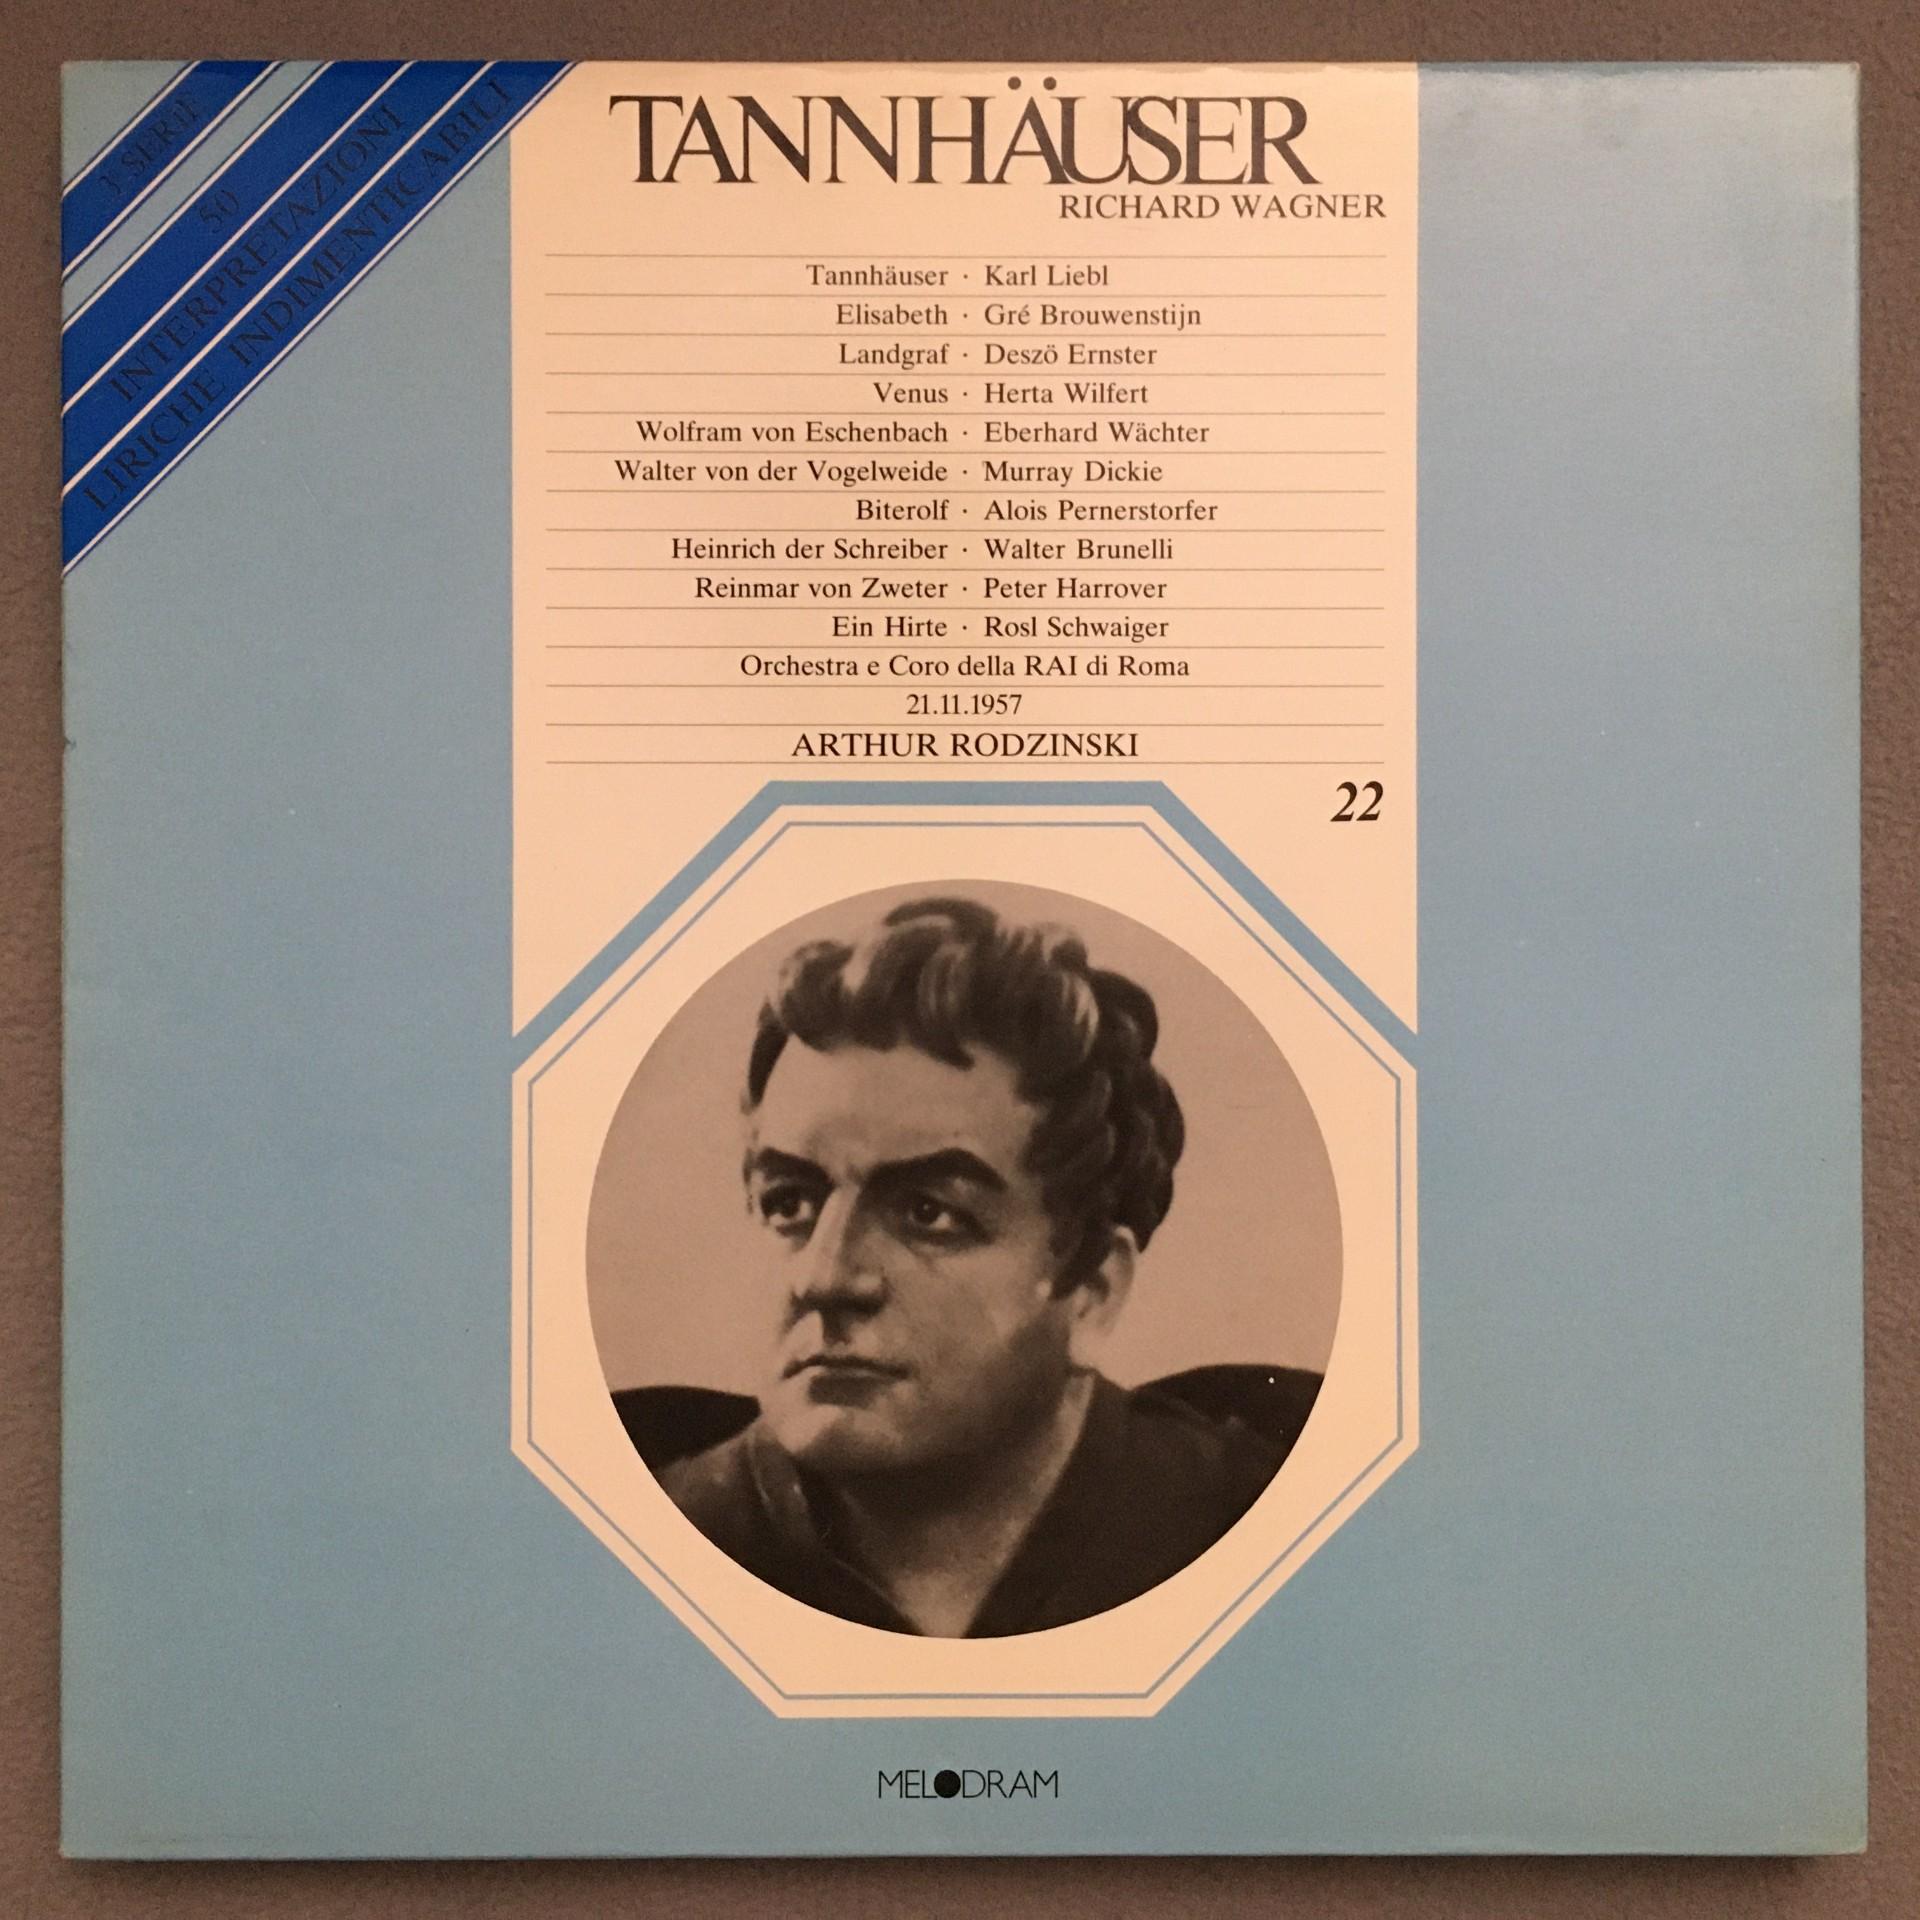 3 SERIE
50
INTERPRETAZIONI
LIRICHE INDIMENTICABILI
TANNHÄUSER
RICHARD WAGNER
Tannhäuser · Karl Liebl
Elisabeth · Gré Brouwenstijn
Landgraf · Deszö Ernster
Venus · Herta Wilfert
Wolfram von Eschenbach · Eberhard Wächter
Walter von der Vogelweide · Murray Dickie
Biterolf · Alois Pernerstorfer
Heinrich der Schreiber · Walter Brunelli
Reinmar von Zweter · Peter Harrover
Ein Hirte · Rosl Schwaiger
Orchestra e Coro della RAI di Roma
21.11.1957
ARTHUR RODZINSKI
22
MELODRAM